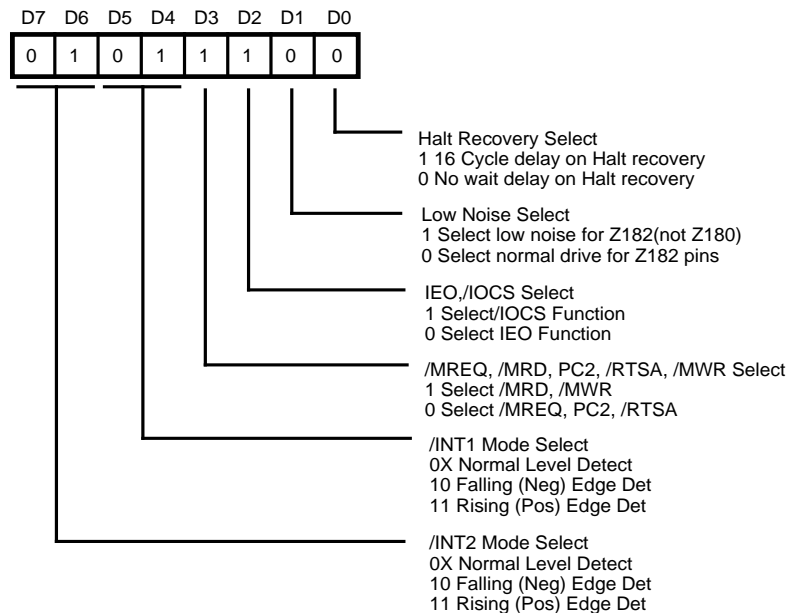 D7 D6 D5 D4 D3 D2 D1 D0
0 1 0 1 1 1 0 0
Halt Recovery Select
1 16 Cycle delay on Halt recovery
0 No wait delay on Halt recovery
Low Noise Select
1 Select low noise for Z182(not Z180)
0 Select normal drive for Z182 pins
IEO,/IOCS Select
1 Select/IOCS Function
0 Select IEO Function
/MREQ, /MRD, PC2, /RTSA, /MWR Select
1 Select /MRD, /MWR
0 Select /MREQ, PC2, /RTSA
/INT1 Mode Select
0X Normal Level Detect
10 Falling (Neg) Edge Det
11 Rising (Pos) Edge Det
/INT2 Mode Select
0X Normal Level Detect
10 Falling (Neg) Edge Det
11 Rising (Pos) Edge Det